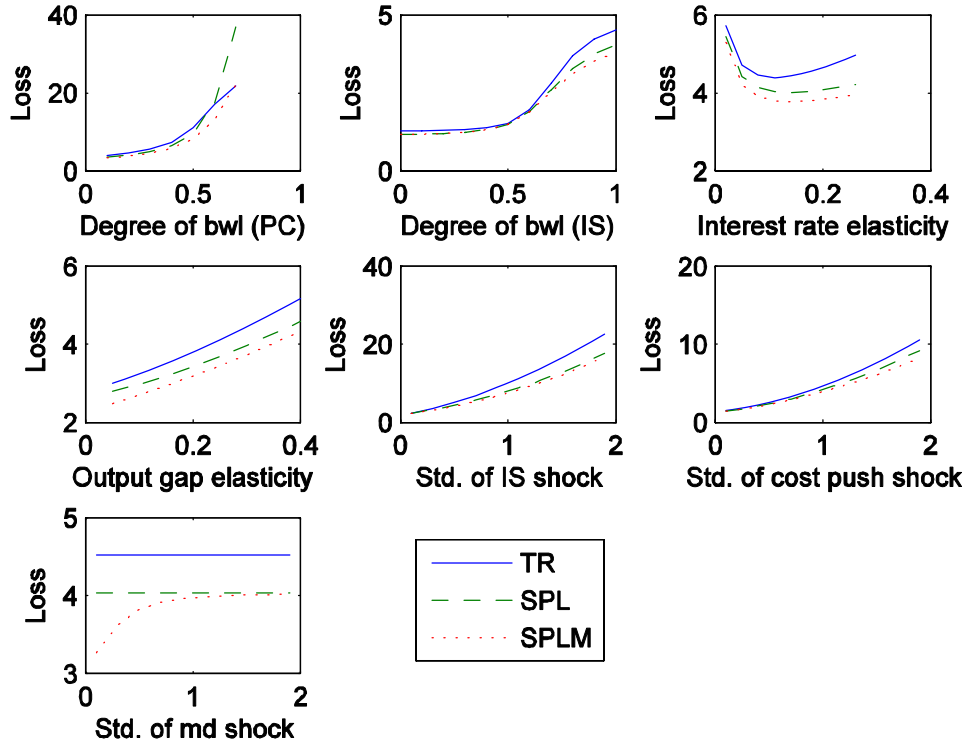 40
20
0
Loss
0
0.5
1
Degree of bwl (PC)
5
0
Loss
0
0.5
1
Degree of bwl (IS)
6
4
2
Loss
0
0.2
0.4
Interest rate elasticity
6
4
2
Loss
0
0.2
0.4
Output gap elasticity
40
20
0
Loss
0
1
2
Std. of IS shock
20
10
0
Loss
0
1
2
Std. of cost push shock
5
4
3
Loss
0
1
2
Std. of md shock
TR
SPL
SPLM